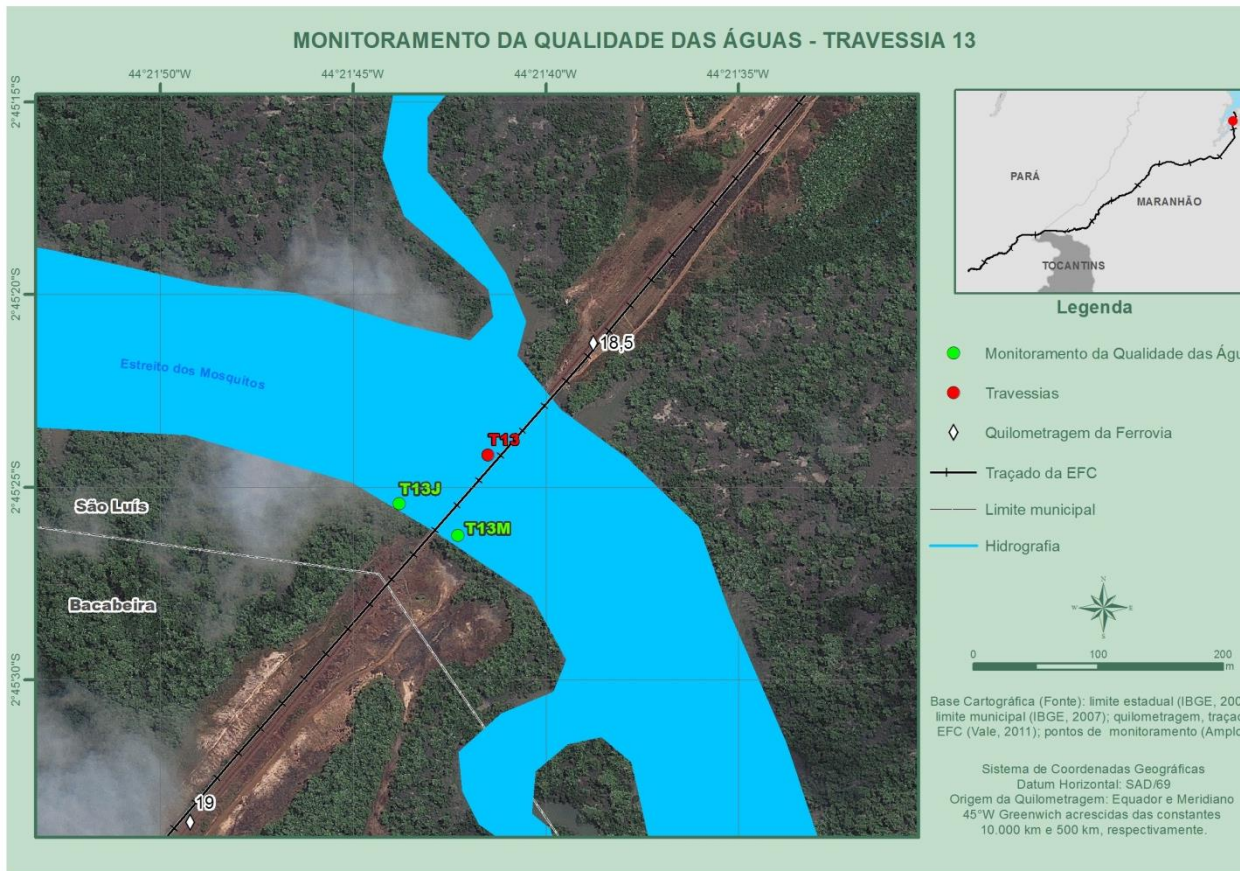 MONITORAMENTO DA QUALIDADE DAS ÁGUAS - TRAVESSIA 13
44°21'50"W
44°21'45"W
44°21'40"W
44°21'35"W
2°45'15"S
2°45'20"S
2°45'25"S
2°45'30"S
18,5
Estreito dos Mosquitos
T13
T13J
T13M
São Luís
Bacabeira
19
PARÁ
MARANHÃO
TOCANTINS
Legenda
Monitoramento da Qualidade das Águ
Travessias
Quilometragem da Ferrovia
Traçado da EFC
Limite municipal
Hidrografia
N
W
E
S
0 100 200
m
Base Cartográfica (Fonte): limite estadual (IBGE, 200
limite municipal (IBGE, 2007); quilometragem, traça
EFC (Vale, 2011); pontos de monitoramento (Amplo
Sistema de Coordenadas Geográficas
Datum Horizontal: SAD/69
Origem da Quilometragem: Equador e Meridiano
45°W Greenwich acrescidas das constantes
10.000 km e 500 km, respectivamente.